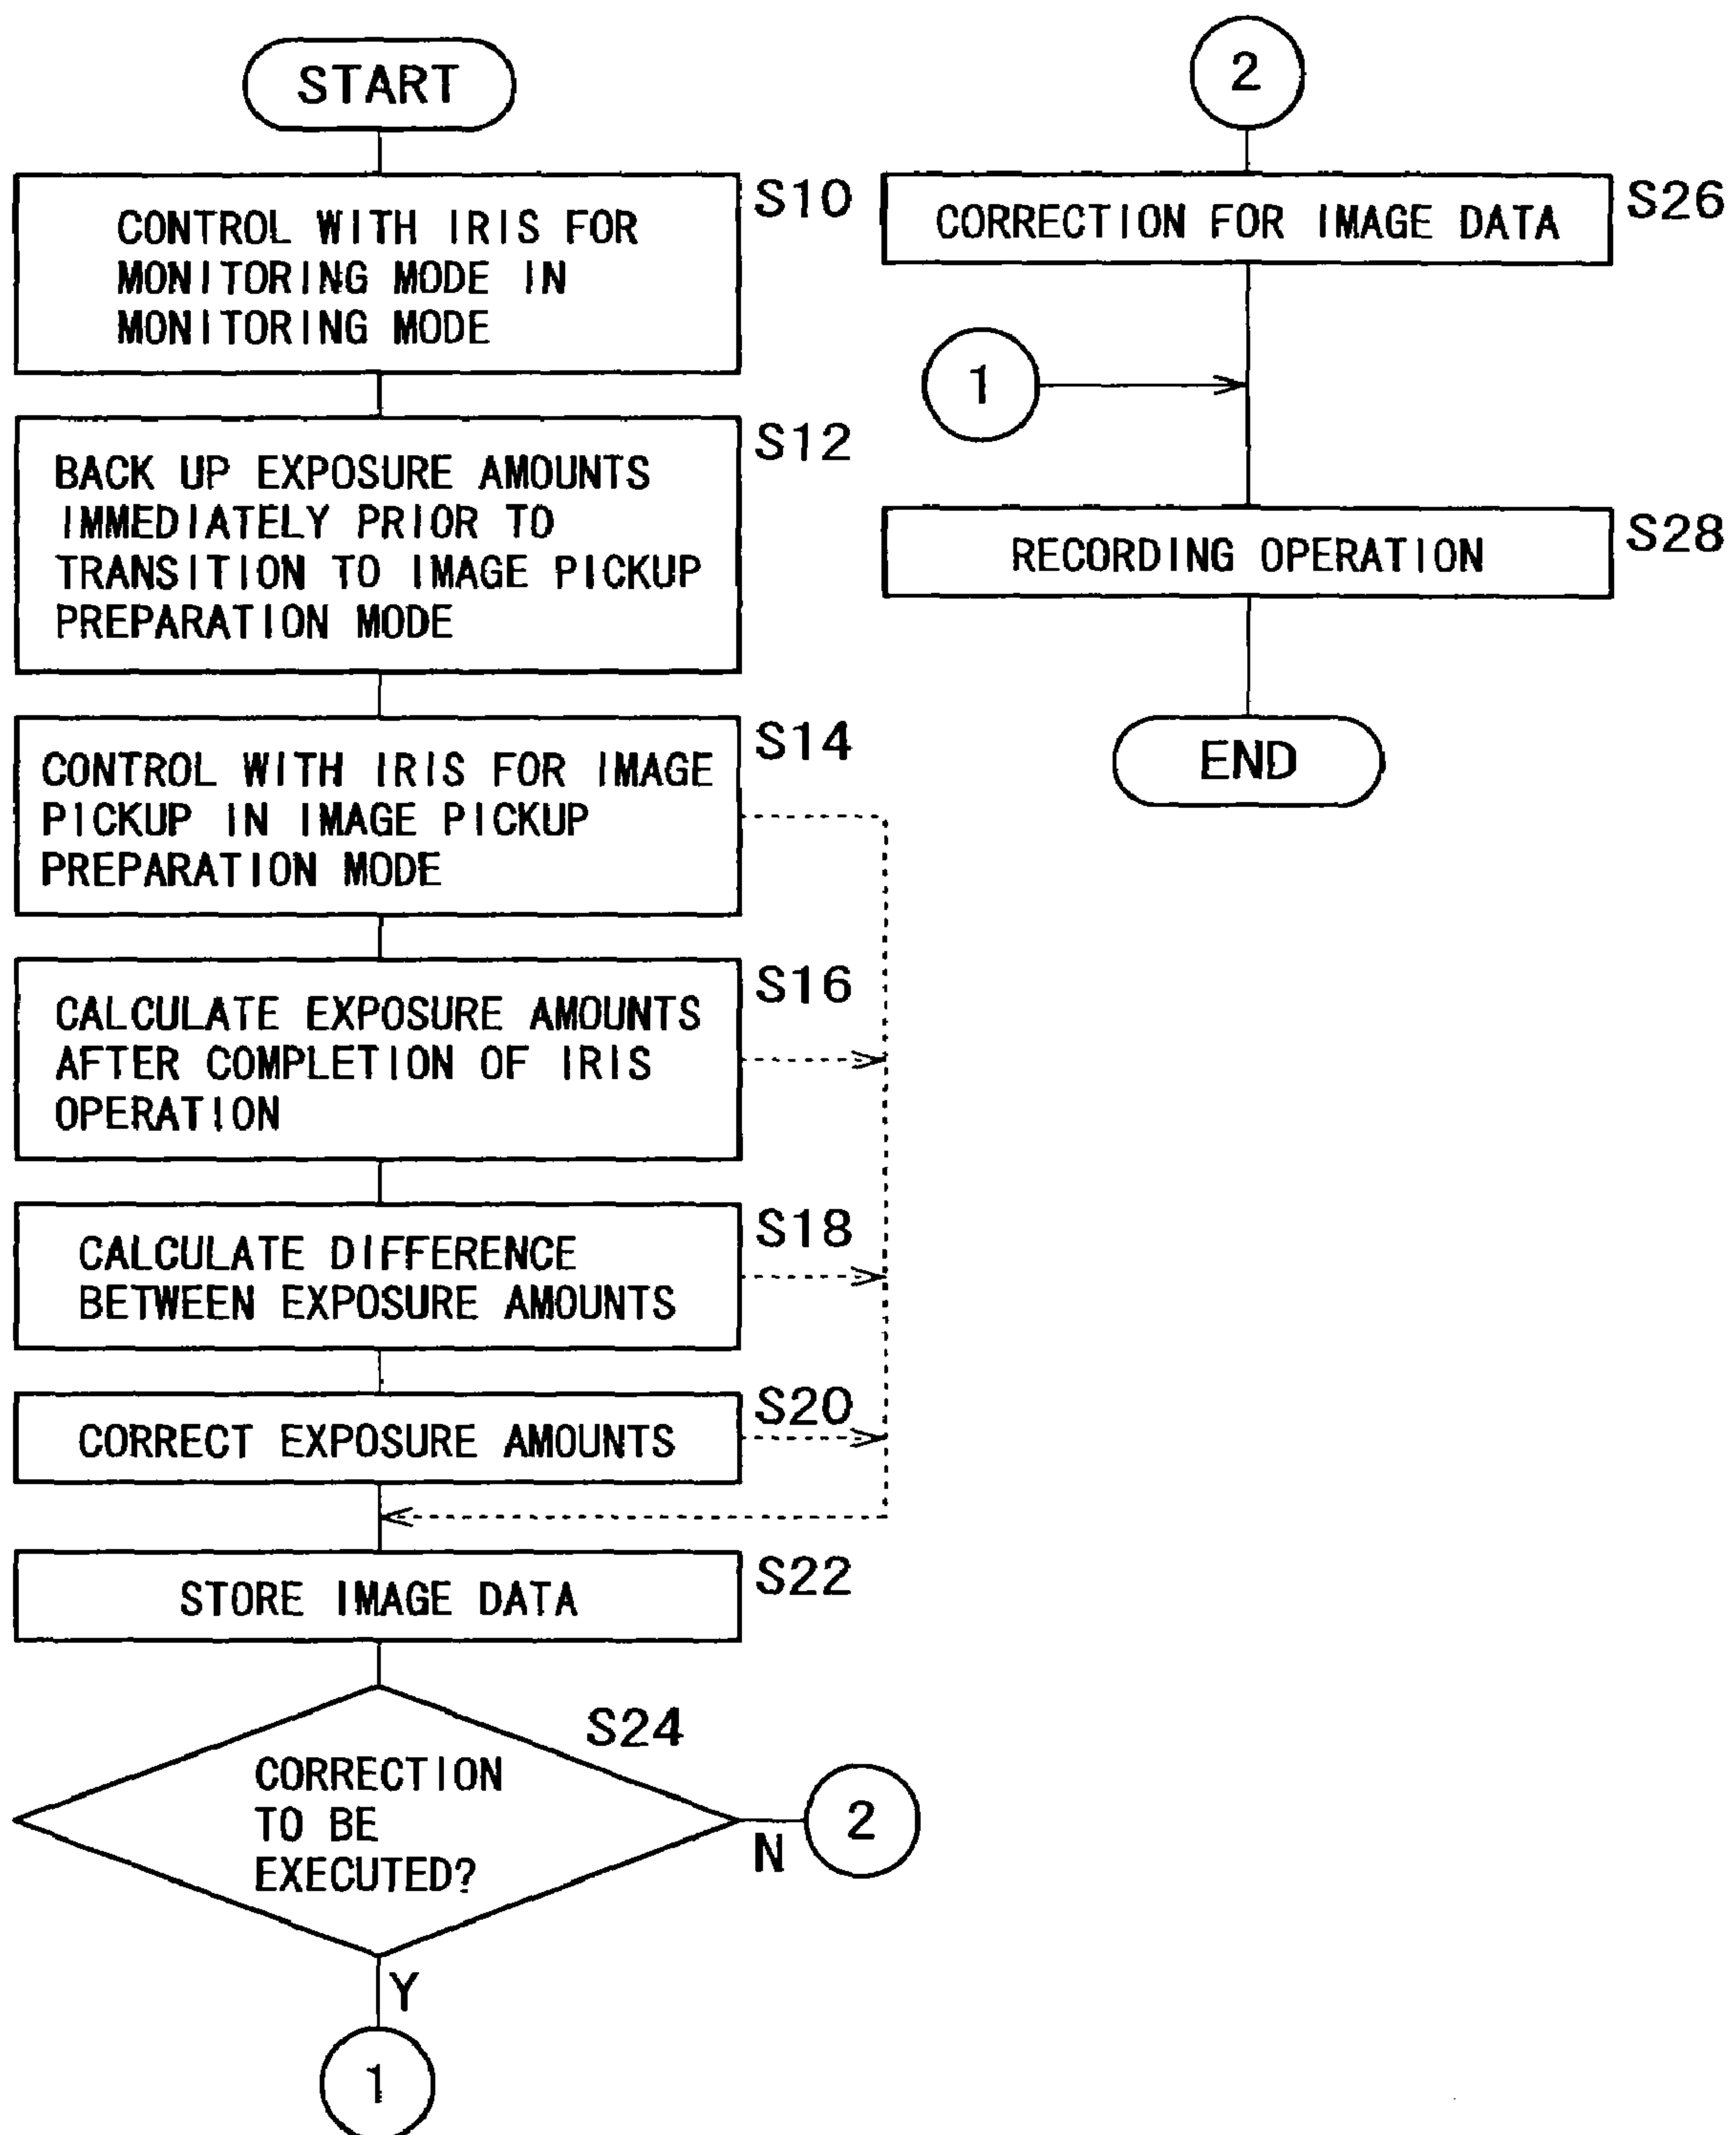 START
S10
CONTROL WITH IRIS FOR
MONITORING MODE IN
MONITORING MODE
S12
BACK UP EXPOSURE AMOUNTS
IMMEDIATELY PRIOR TO
TRANSITION TO IMAGE PICKUP
PREPARATION MODE
S14
CONTROL WITH IRIS FOR IMAGE
PICKUP IN IMAGE PICKUP
PREPARATION MODE
S16
CALCULATE EXPOSURE AMOUNTS
AFTER COMPLETION OF IRIS
OPERATION
S18
CALCULATE DIFFERENCE
BETWEEN EXPOSURE AMOUNTS
S20
CORRECT EXPOSURE AMOUNTS
S22
STORE IMAGE DATA
S24
CORRECTION
TO BE
EXECUTED?
N
2
Y
1
2
S26
CORRECTION FOR IMAGE DATA
1
S28
RECORDING OPERATION
END